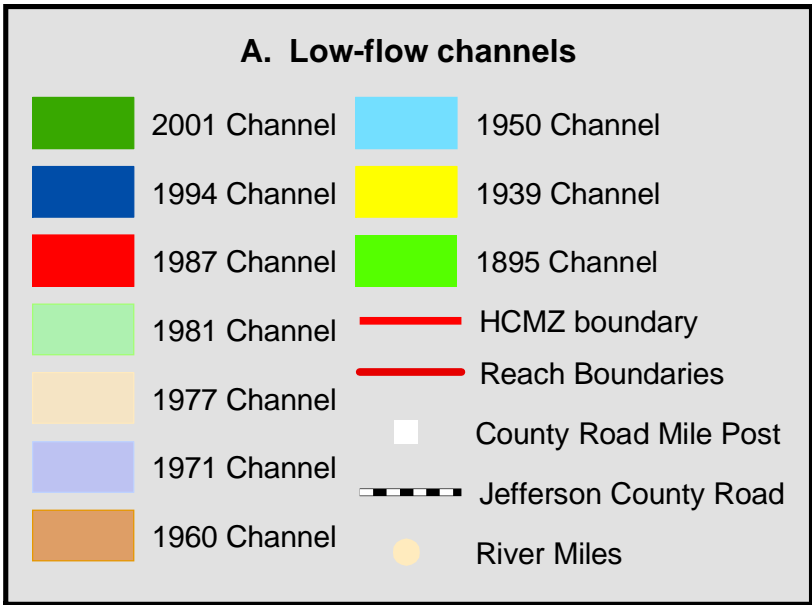 A. Low-flow channels
2001 Channel
1994 Channel
1987 Channel
1981 Channel
1977 Channel
1971 Channel
1960 Channel
1950 Channel
1939 Channel
1895 Channel
HCMZ boundary
Reach Boundaries
County Road Mile Post
Jefferson County Road
River Miles